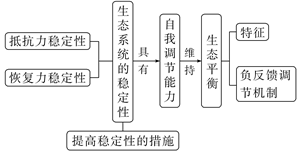 抵抗力稳定性
恢复力稳定性
生态系统的稳定性
具有
自我调节能力
维持
生态平衡
特征
负反馈调
节机制
提高稳定性的措施